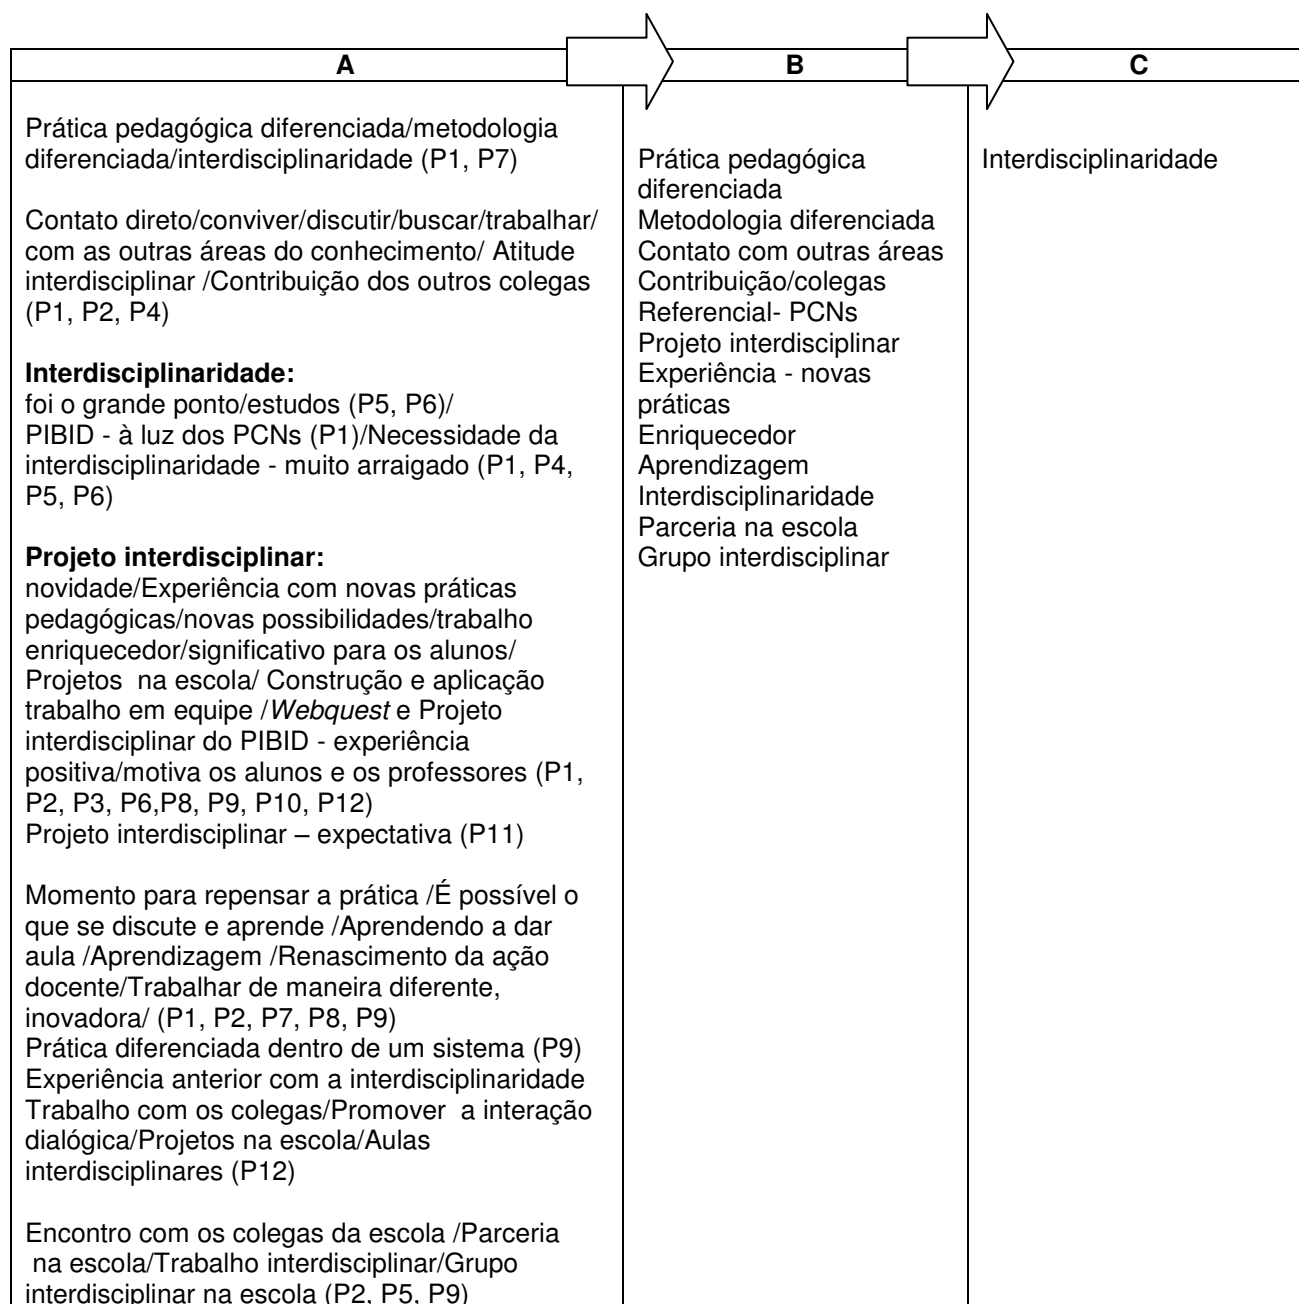 A
B
C
Prática pedagógica diferenciada/metodologia
diferenciada/interdisciplinaridade (P1, P7)
Contato direto/conviver/discutir/buscar/trabalhar/
com as outras áreas do conhecimento/ Atitude
interdisciplinar /Contribuição dos outros colegas
(P1, P2, P4)
Interdisciplinaridade:
foi o grande ponto/estudos (P5, P6)/
PIBID - à luz dos PCNs (P1)/Necessidade da
interdisciplinaridade - muito arraigado (P1, P4,
P5, P6)
Projeto interdisciplinar:
novidade/Experiência com novas práticas
pedagógicas/novas possibilidades/trabalho
enriquecedor/significativo para os alunos/
Projetos na escola/ Construção e aplicação
trabalho em equipe /Webquest e Projeto
interdisciplinar do PIBID - experiência
positiva/motiva os alunos e os professores (P1,
P2, P3, P6,P8, P9, P10, P12)
Projeto interdisciplinar – expectativa (P11)
Momento para repensar a prática /É possível o
que se discute e aprende /Aprendendo a dar
aula /Aprendizagem /Renascimento da ação
docente/Trabalhar de maneira diferente,
inovadora/ (P1, P2, P7, P8, P9)
Prática diferenciada dentro de um sistema (P9)
Experiência anterior com a interdisciplinaridade
Trabalho com os colegas/Promover a interação
dialógica/Projetos na escola/Aulas
interdisciplinares (P12)
Encontro com os colegas da escola /Parceria
na escola/Trabalho interdisciplinar/Grupo
interdisciplinar na escola (P2, P5, P9)
Prática pedagógica
diferenciada
Metodologia diferenciada
Contato com outras áreas
Contribuição/colegas
Referencial- PCNs
Projeto interdisciplinar
Experiência - novas
práticas
Enriquecedor
Aprendizagem
Interdisciplinaridade
Parceria na escola
Grupo interdisciplinar
Interdisciplinaridade